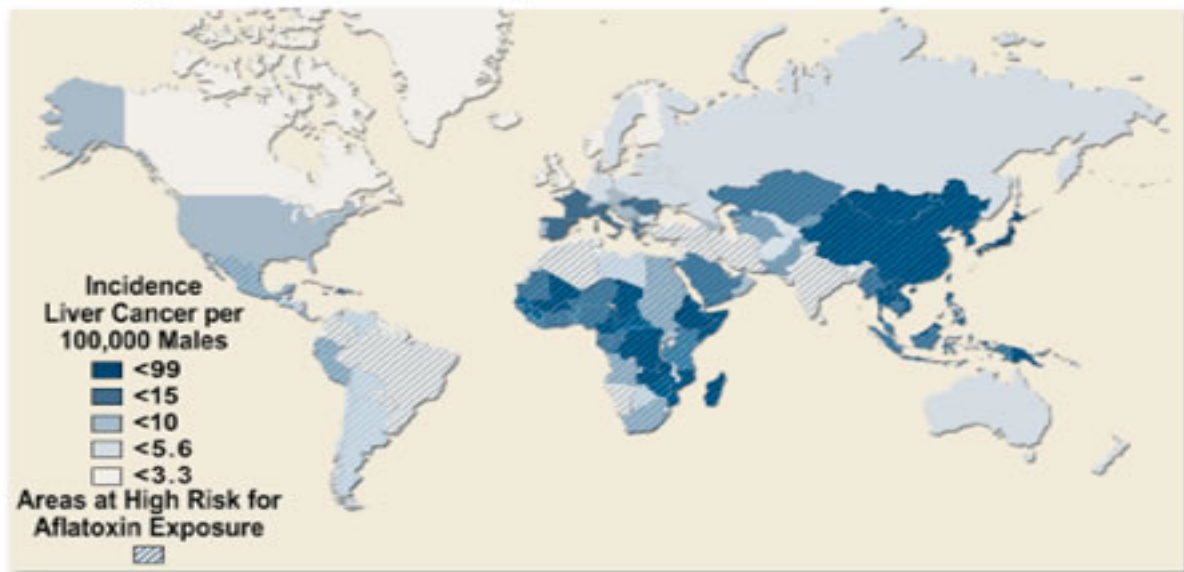 Incidence
Liver Cancer per
100,000 Males
<99
<15
<10
<5.6
<3.3
Areas at High Risk for
Aflatoxin Exposure